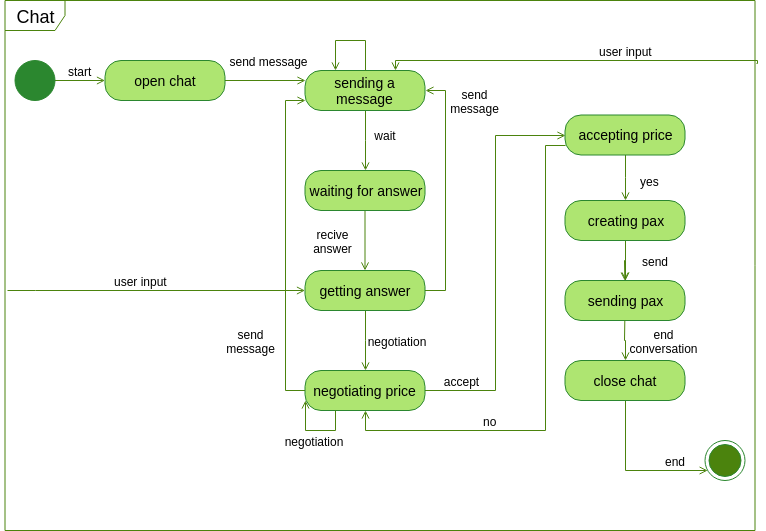 Chat
start
open chat
send message
sending a
message
user input
send
message
wait
accepting price
yes
waiting for answer
creating pax
recive
answer
send
user input
getting answer
sending pax
send
message
negotiation
end
conversation
negotiating price
accept
close chat
no
negotiation
end